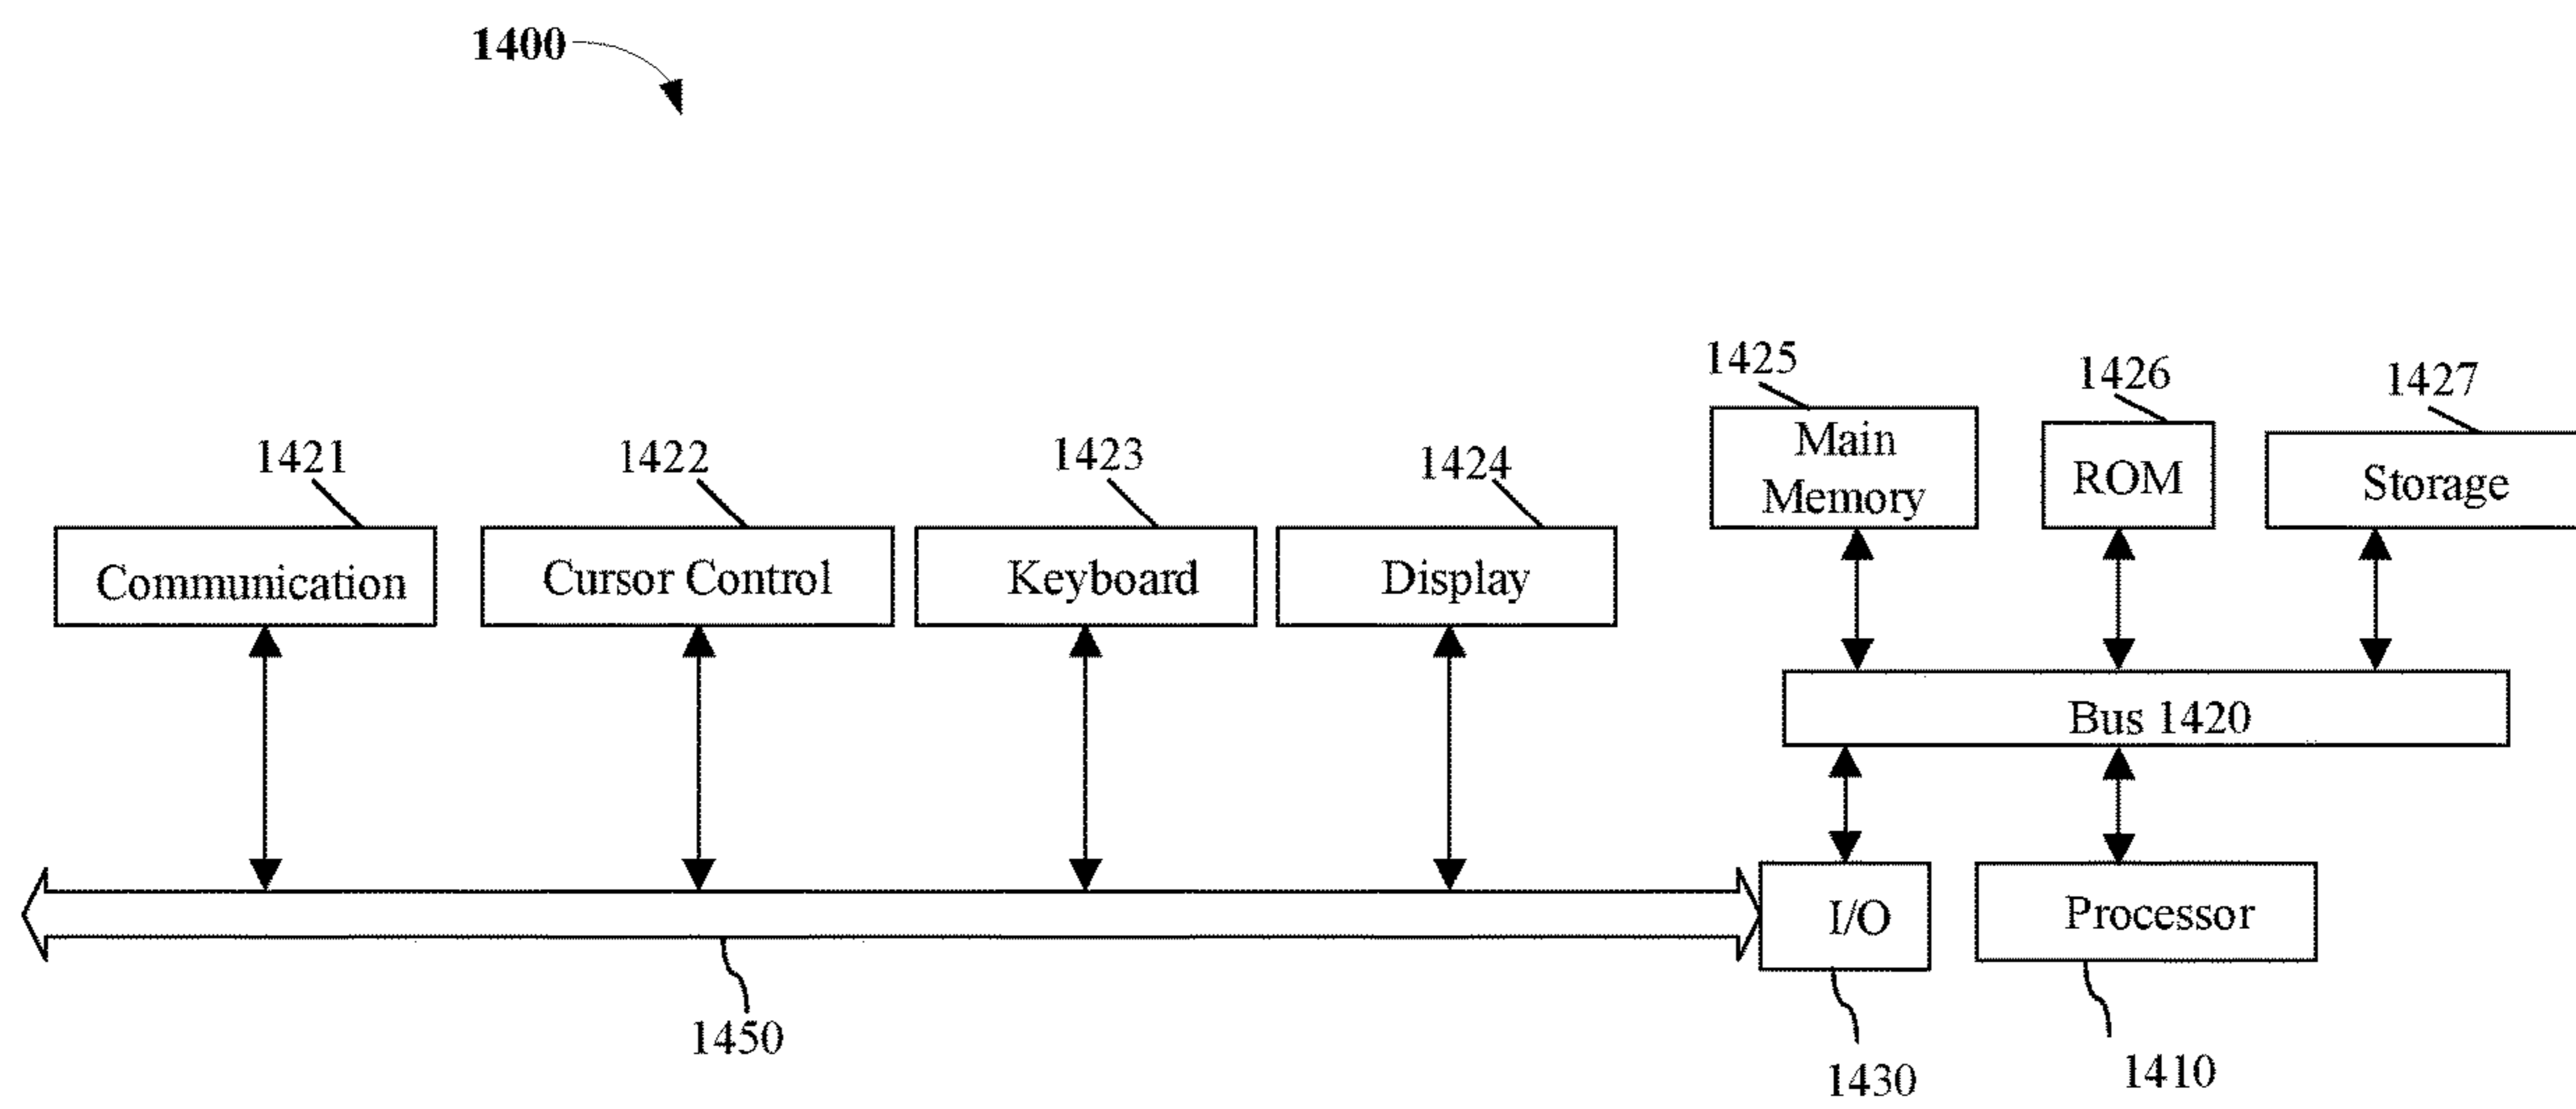 1400
1425
1426
1427
Main
Memory
ROM
Storage
1421
1422
1423
1424
Communication
Cursor Control
Keyboard
Display
Bus 1420
I/O
Processor
1450
1430
1410